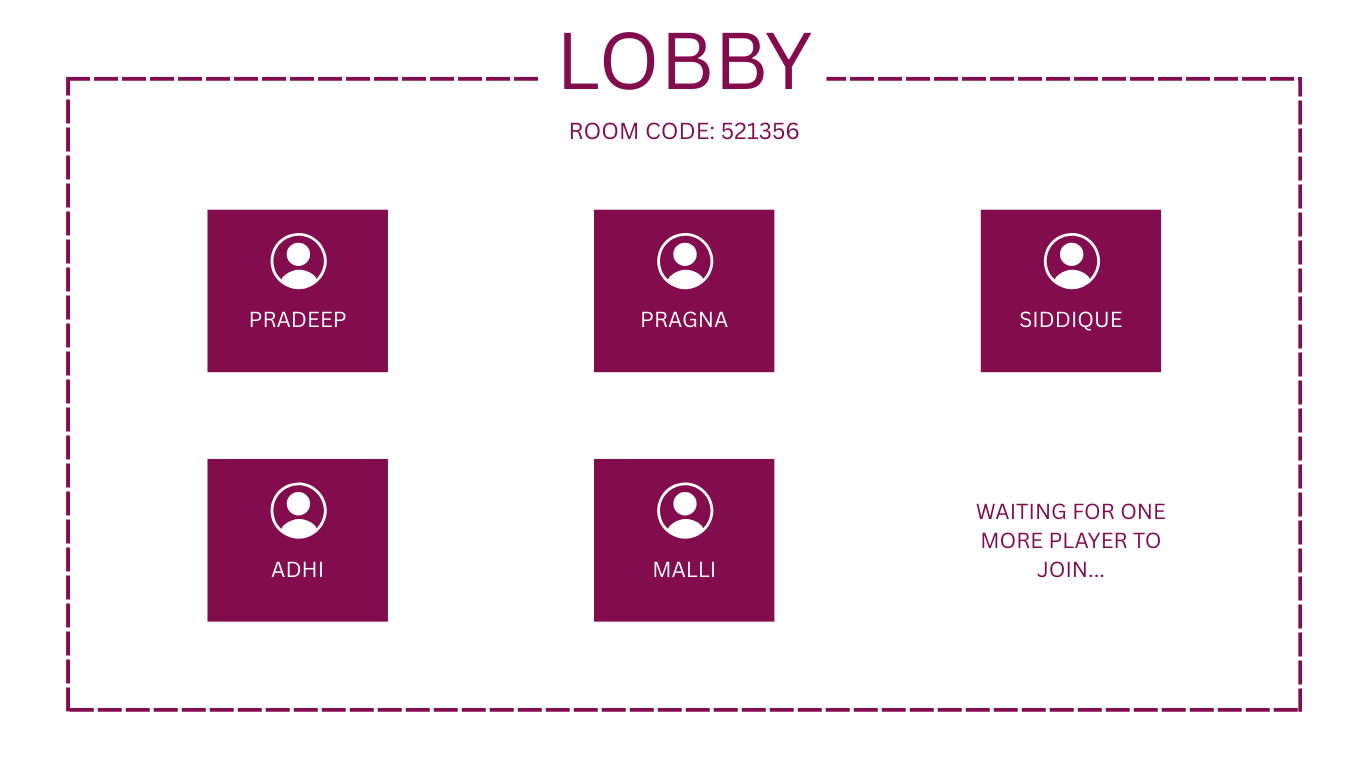 LOBBY
ROOM CODE: 521356
PRADEEP
PRAGNA
SIDDIQUE
ADHI
MALLI
WAITING FOR ONE
MORE PLAYER TO
JOIN...